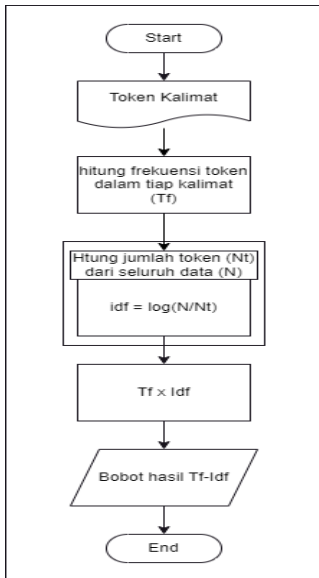 Start
Token Kalimat
hitung frekuensi token
dalam tiap kalimat
(Tf)
Htung jumlah token (Nt)
dari seluruh data (N)
idf = log(N/Nt)
Tf x Idf
Bobot hasil Tf-Idf
End